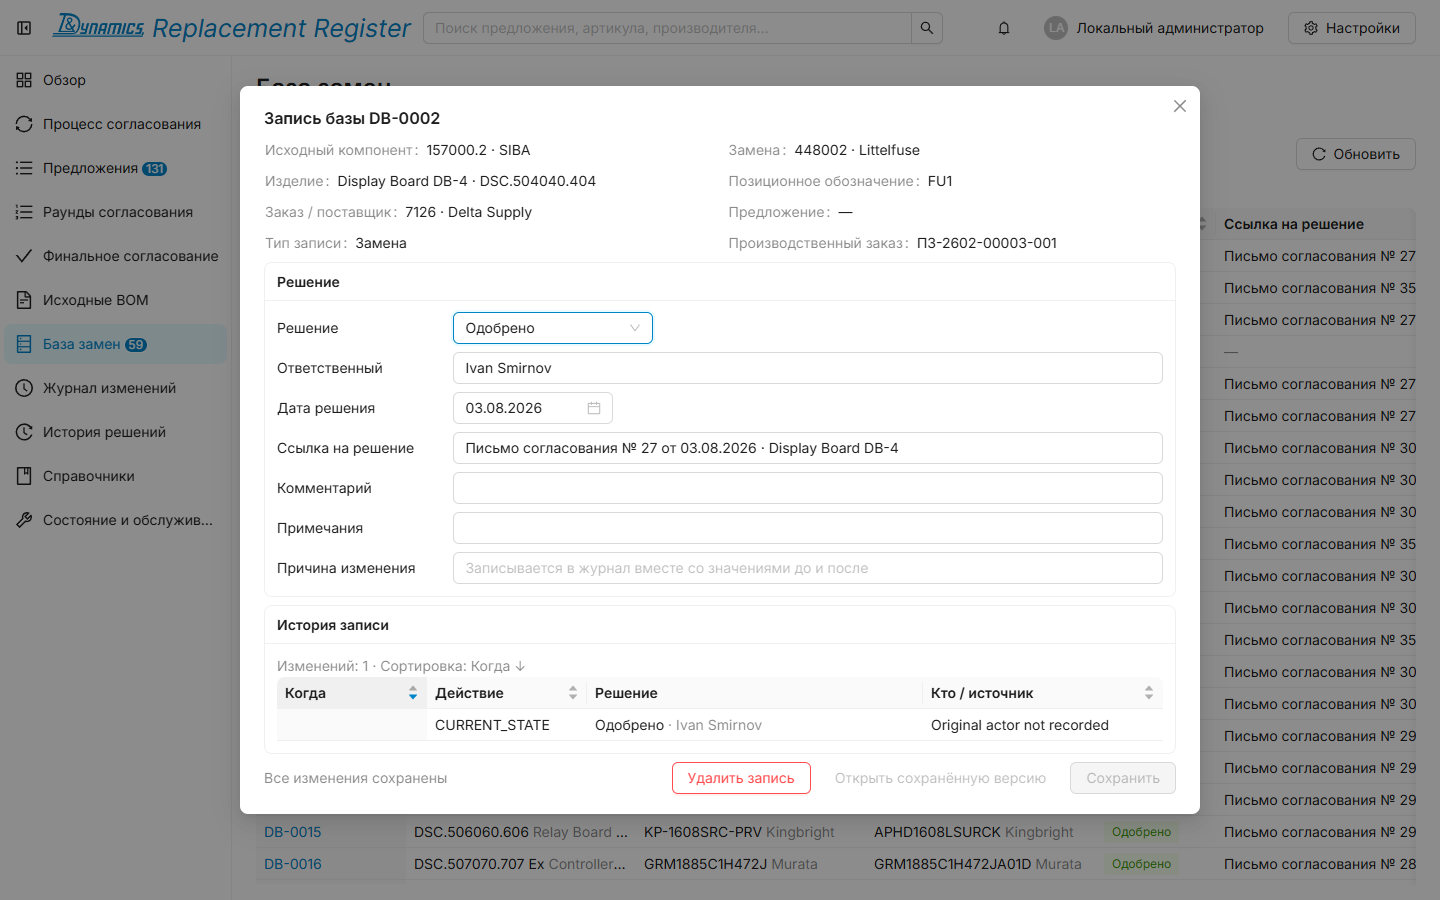 Dynamics Replacement Register
Поиск предложения, артикула, производителя...
LA Локальный администратор
Настройки
Обзор
Процесс согласования
Предложения 131
Раунды согласования
Финальное согласование
Исходные BOM
База замен 59
Журнал изменений
История решений
Справочники
Состояние и обслужив...
Обновить
Запись базы DB-0002
Исходный компонент: 157000.2 · SIBA
Замена: 448002 · Littelfuse
Изделие: Display Board DB-4 · DSC.504040.404
Позиционное обозначение: FU1
Заказ / поставщик: 7126 · Delta Supply
Предложение: —
Тип записи: Замена
Производственный заказ: ПЗ-2602-00003-001
Решение
Решение
Одобрено
Ответственный
Ivan Smirnov
Дата решения
03.08.2026
Ссылка на решение
Письмо согласования № 27 от 03.08.2026 · Display Board DB-4
Комментарий
Примечания
Причина изменения
Записывается в журнал вместе со значениями до и после
История записи
Изменений: 1 · Сортировка: Когда ↓
Когда Действие Решение Кто / источник
CURRENT_STATE Одобрено · Ivan Smirnov Original actor not recorded
Все изменения сохранены
Удалить запись
Открыть сохранённую версию
Сохранить
Ссылка на решение
Письмо согласования № 27
Письмо согласования № 35
Письмо согласования № 27
—
Письмо согласования № 27
Письмо согласования № 27
Письмо согласования № 30
Письмо согласования № 30
Письмо согласования № 30
Письмо согласования № 35
Письмо согласования № 30
Письмо согласования № 30
Письмо согласования № 35
Письмо согласования № 30
Письмо согласования № 30
Письмо согласования № 29
Письмо согласования № 29
Письмо согласования № 29
DB-0015 DSC.506060.606 Relay Board ... KP-1608SRC-PRV Kingbright APHD1608LSURCK Kingbright Одобрено Письмо согласования № 29
DB-0016 DSC.507070.707 Ex Controller... GRM1885C1H472J Murata GRM1885C1H472JA01D Murata Одобрено Письмо согласования № 28